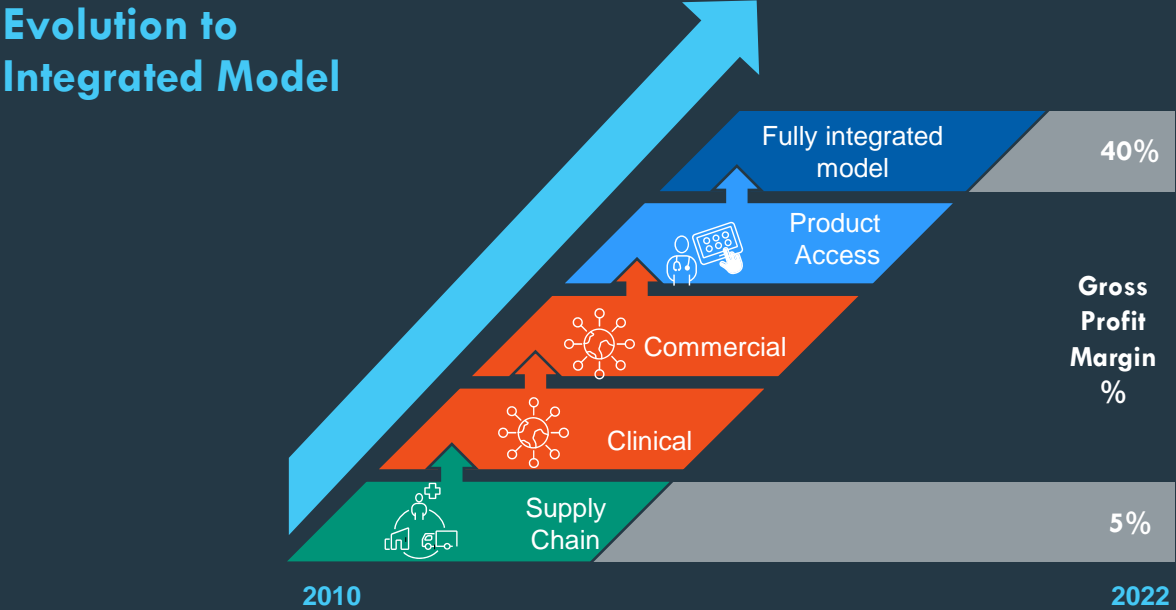 Evolution to
Integrated Model
Fully integrated
model
40%
Product
Access
Gross
Profit
Margin
%
Commercial
Clinical
Supply
Chain
5%
2010
2022